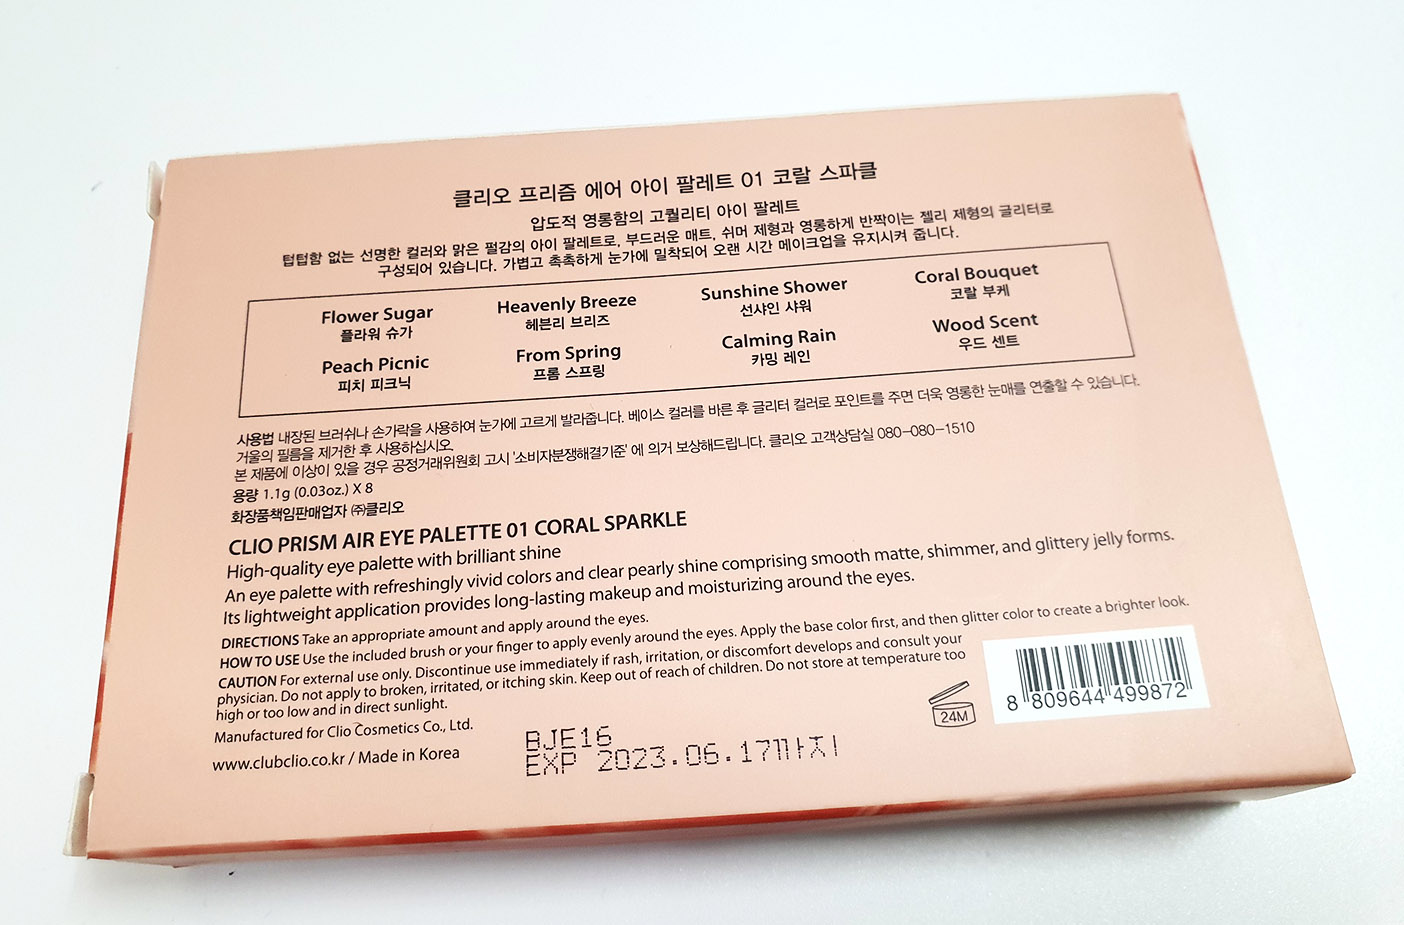 클리오 프리즘 에어 아이 팔레트 01 코랄 스파클
압도적 영롱함의 고퀄리티 아이 팔레트
텁텁함 없는 선명한 컬러와 맑은 펄감의 아이 팔레트로, 부드러운 매트, 쉬머 제형과 영롱하게 반짝이는 젤리 제형의 글리터로
구성되어 있습니다. 가볍고 촉촉하게 눈가에 밀착되어 오랜 시간 메이크업을 유지시켜 줍니다.
Flower Sugar Heavenly Breeze Sunshine Shower Coral Bouquet
플라워 슈가 헤븐리 브리즈 선샤인 샤워 코랄 부케
Peach Picnic From Spring Calming Rain Wood Scent
피치 피크닉 프롬 스프링 카밍 레인 우드 센트
사용법 내장된 브러쉬나 손가락을 사용하여 눈가에 고르게 발라줍니다. 베이스 컬러를 바른 후 글리터 컬러로 포인트를 주면 더욱 영롱한 눈매를 연출할 수 있습니다.
거울의 필름을 제거한 후 사용하십시오.
본 제품에 이상이 있을 경우 공정거래위원회 고시 '소비자분쟁해결기준' 에 의거 보상해드립니다. 클리오 고객상담실 080-080-1510
용량 1.1g (0.03oz.) X 8
화장품책임판매업자 ㈜클리오
CLIO PRISM AIR EYE PALETTE 01 CORAL SPARKLE
High-quality eye palette with brilliant shine
An eye palette with refreshingly vivid colors and clear pearly shine comprising smooth matte, shimmer, and glittery jelly forms.
Its lightweight application provides long-lasting makeup and moisturizing around the eyes.
DIRECTIONS Take an appropriate amount and apply around the eyes.
HOW TO USE Use the included brush or your finger to apply evenly around the eyes. Apply the base color first, and then glitter color to create a brighter look.
CAUTION For external use only. Discontinue use immediately if rash, irritation, or discomfort develops and consult your
physician. Do not apply to broken, irritated, or itching skin. Keep out of reach of children. Do not store at temperature too
high or too low and in direct sunlight.
Manufactured for Clio Cosmetics Co., Ltd.
www.clubclio.co.kr / Made in Korea
BJE16
EXP 2023.06.17까지
24M
8 809644 499872